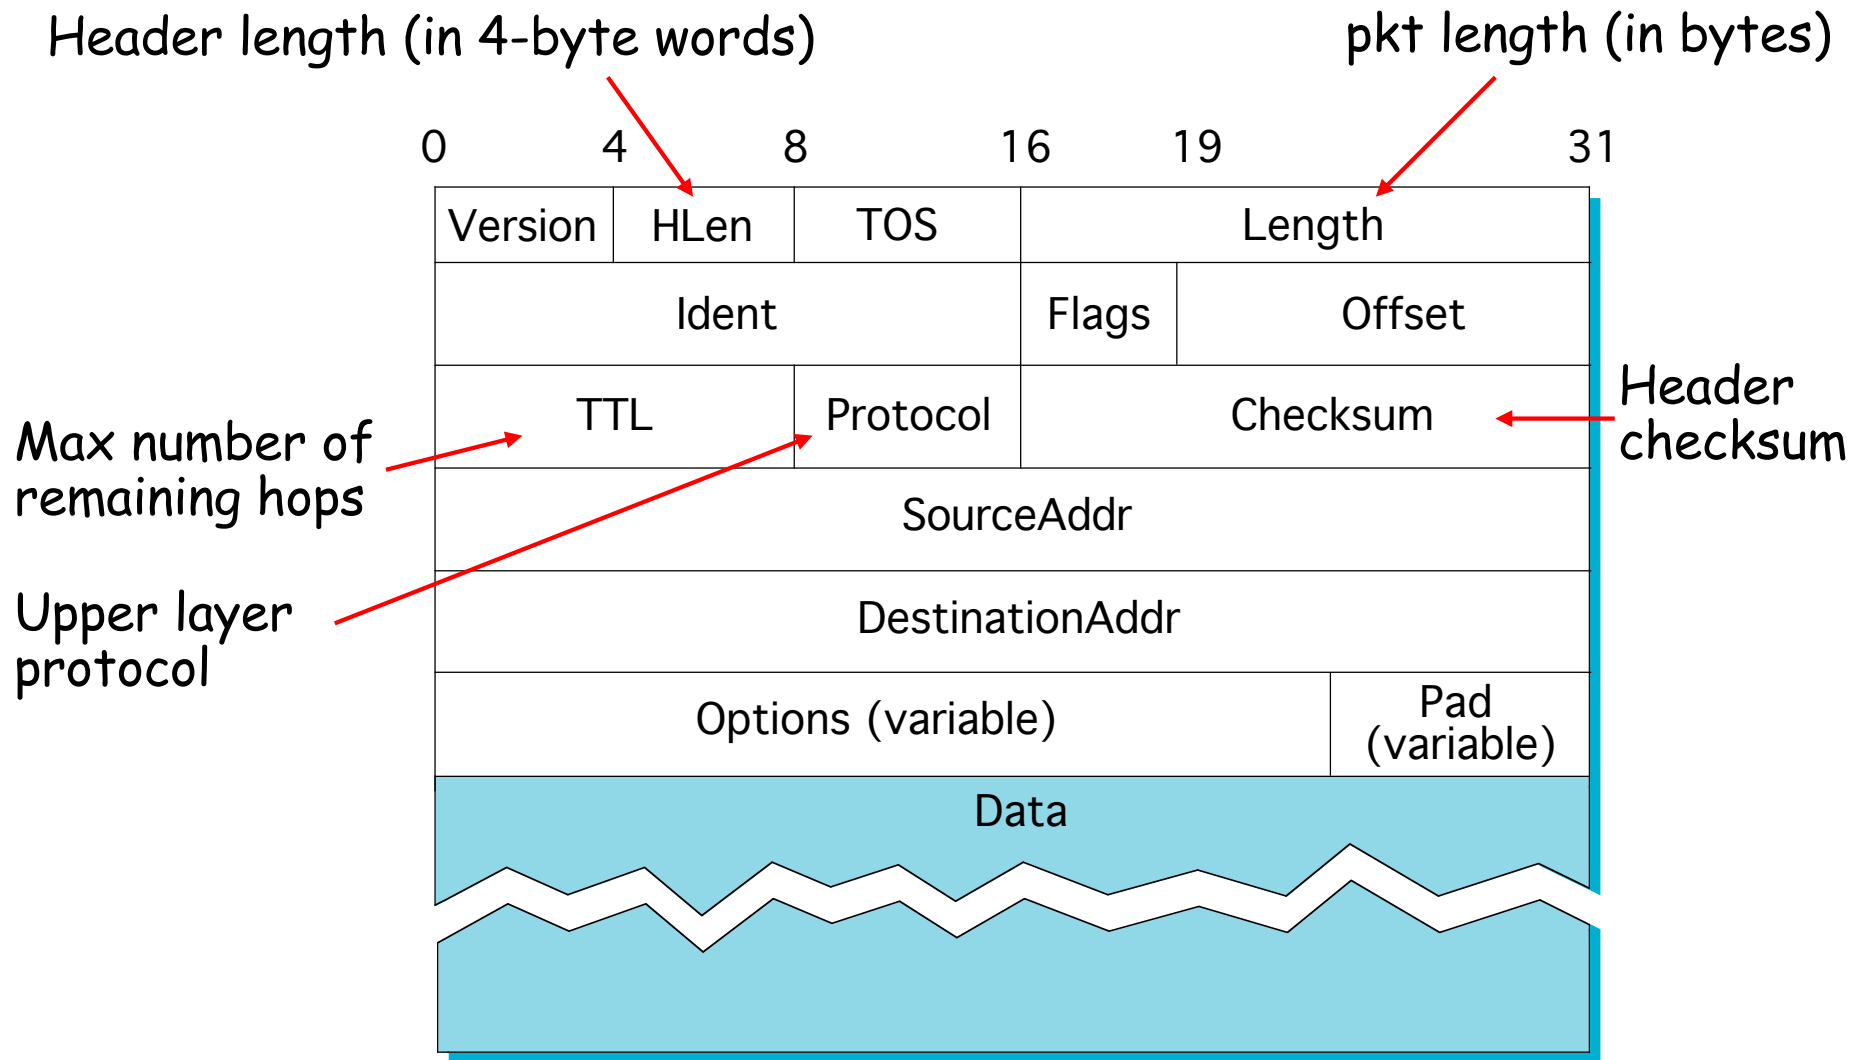 Header length (in 4-byte words)
pkt length (in bytes)
0 4 8 16 19 31
Version HLen TOS Length
Ident Flags Offset
TTL Protocol Checksum
Header
checksum
Max number of
remaining hops
SourceAddr
Upper layer
protocol
DestinationAddr
Options (variable)
Pad
(variable)
Data